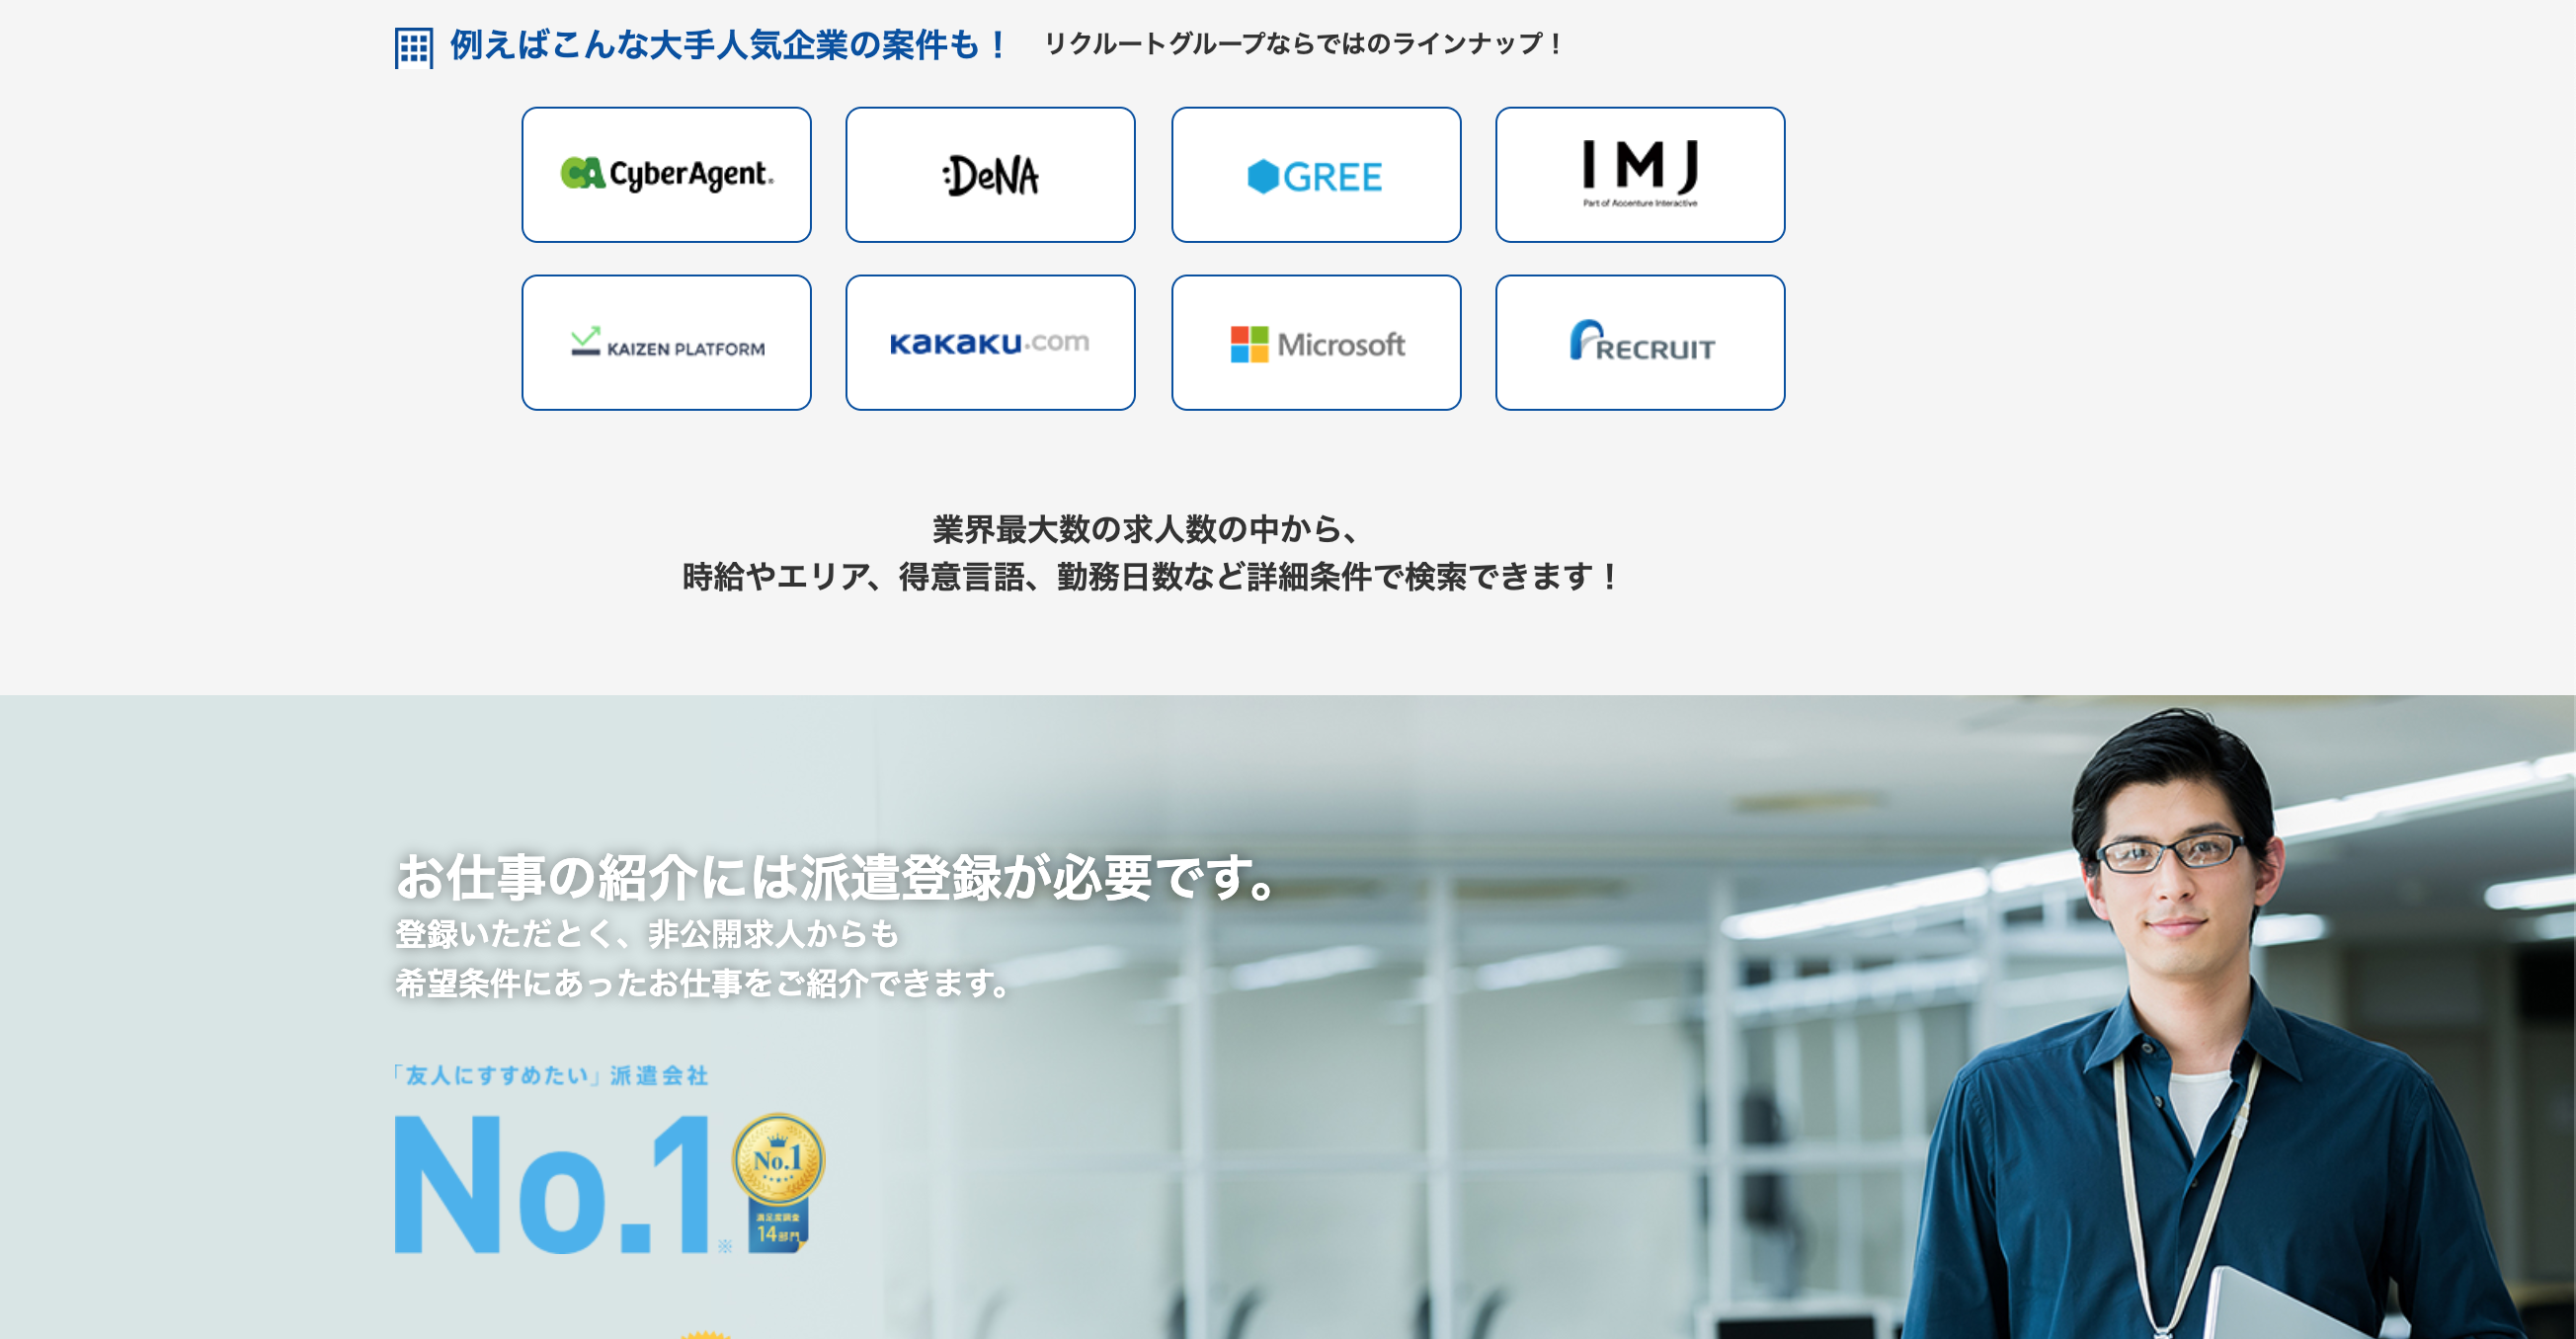 例えばこんな大手人気企業の案件も！ リクルートグループならではのラインナップ！
CyberAgent
:DeNA
GREE
IMJ
Part of Accenture Interactive
KAIZEN PLATFORM
kakaku.com
Microsoft
RECRUIT
業界最大数の求人数の中から、
時給やエリア、得意言語、勤務日数など詳細条件で検索できます！
お仕事の紹介には派遣登録が必要です。
登録いただとく、非公開求人からも
希望条件にあったお仕事をご紹介できます。
「友人にすすめたい」派遣会社
No.1※
No.1
満足度調査
14部門